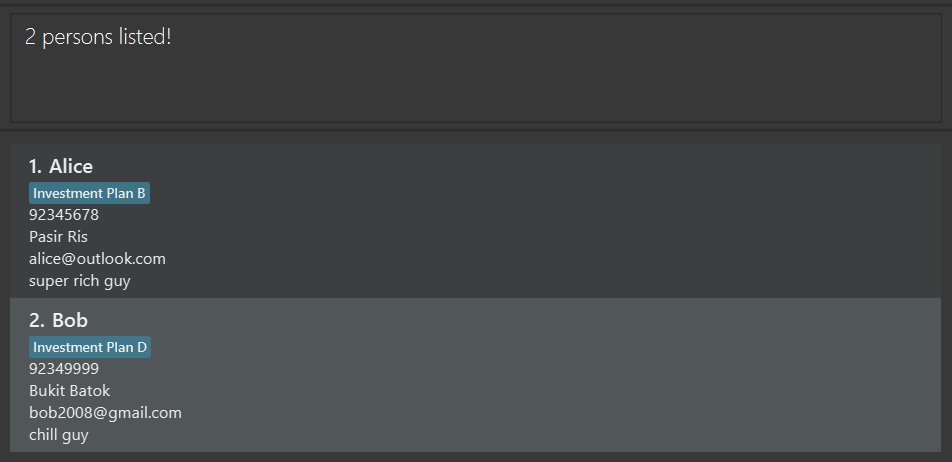 2 persons listed!
1. Alice
Investment Plan B
92345678
Pasir Ris
alice@outlook.com
super rich guy
2. Bob
Investment Plan D
92349999
Bukit Batok
bob2008@gmail.com
chill guy